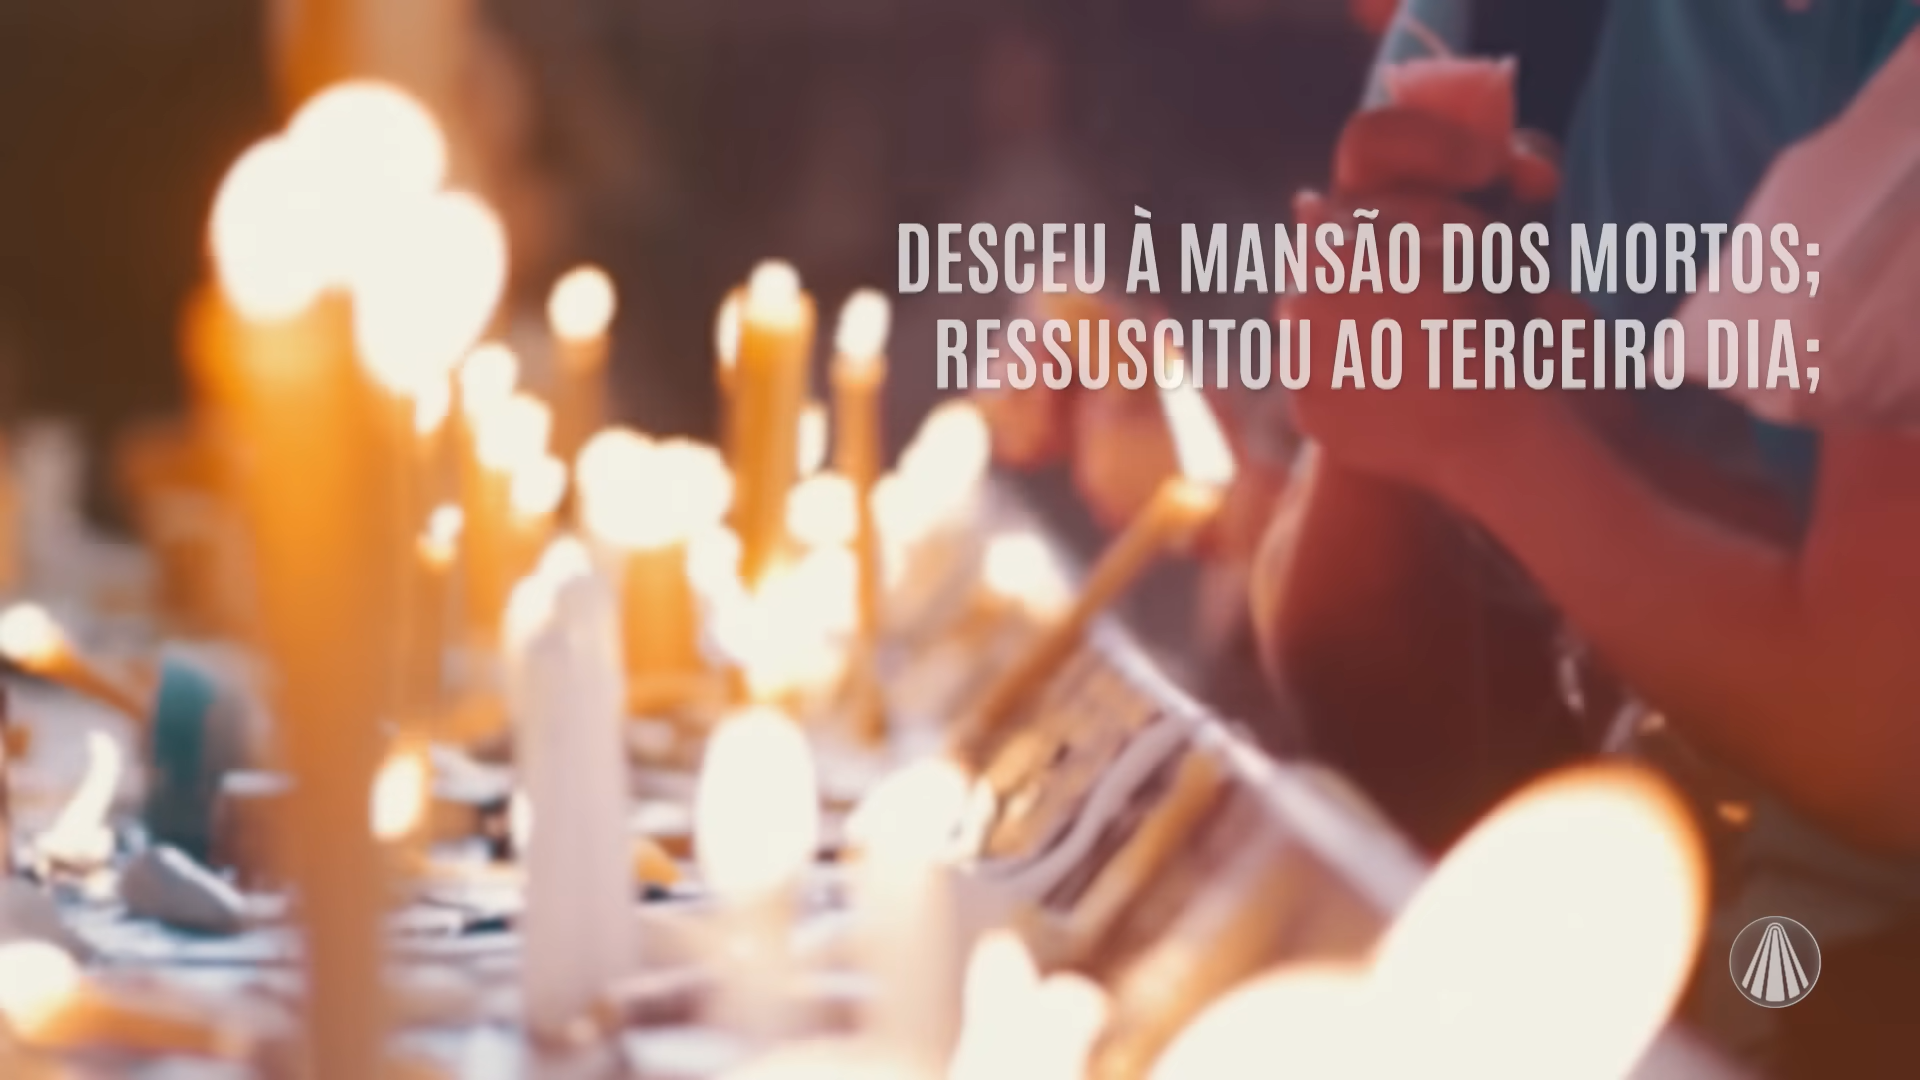 DESCEU À MANSÃO DOS MORTOS;
RESSUSCITOU AO TERCEIRO DIA;